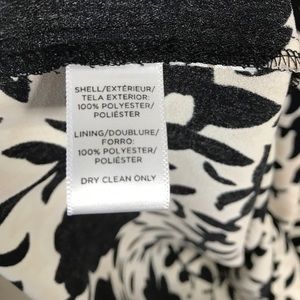 SHELL/EXTÉRIEUR/
TELA EXTERIOR:
100% POLYESTER/
POLIÉSTER
LINING/DOUBLURE/
FORRO:
100% POLYESTER/
POLIÉSTER
DRY CLEAN ONLY